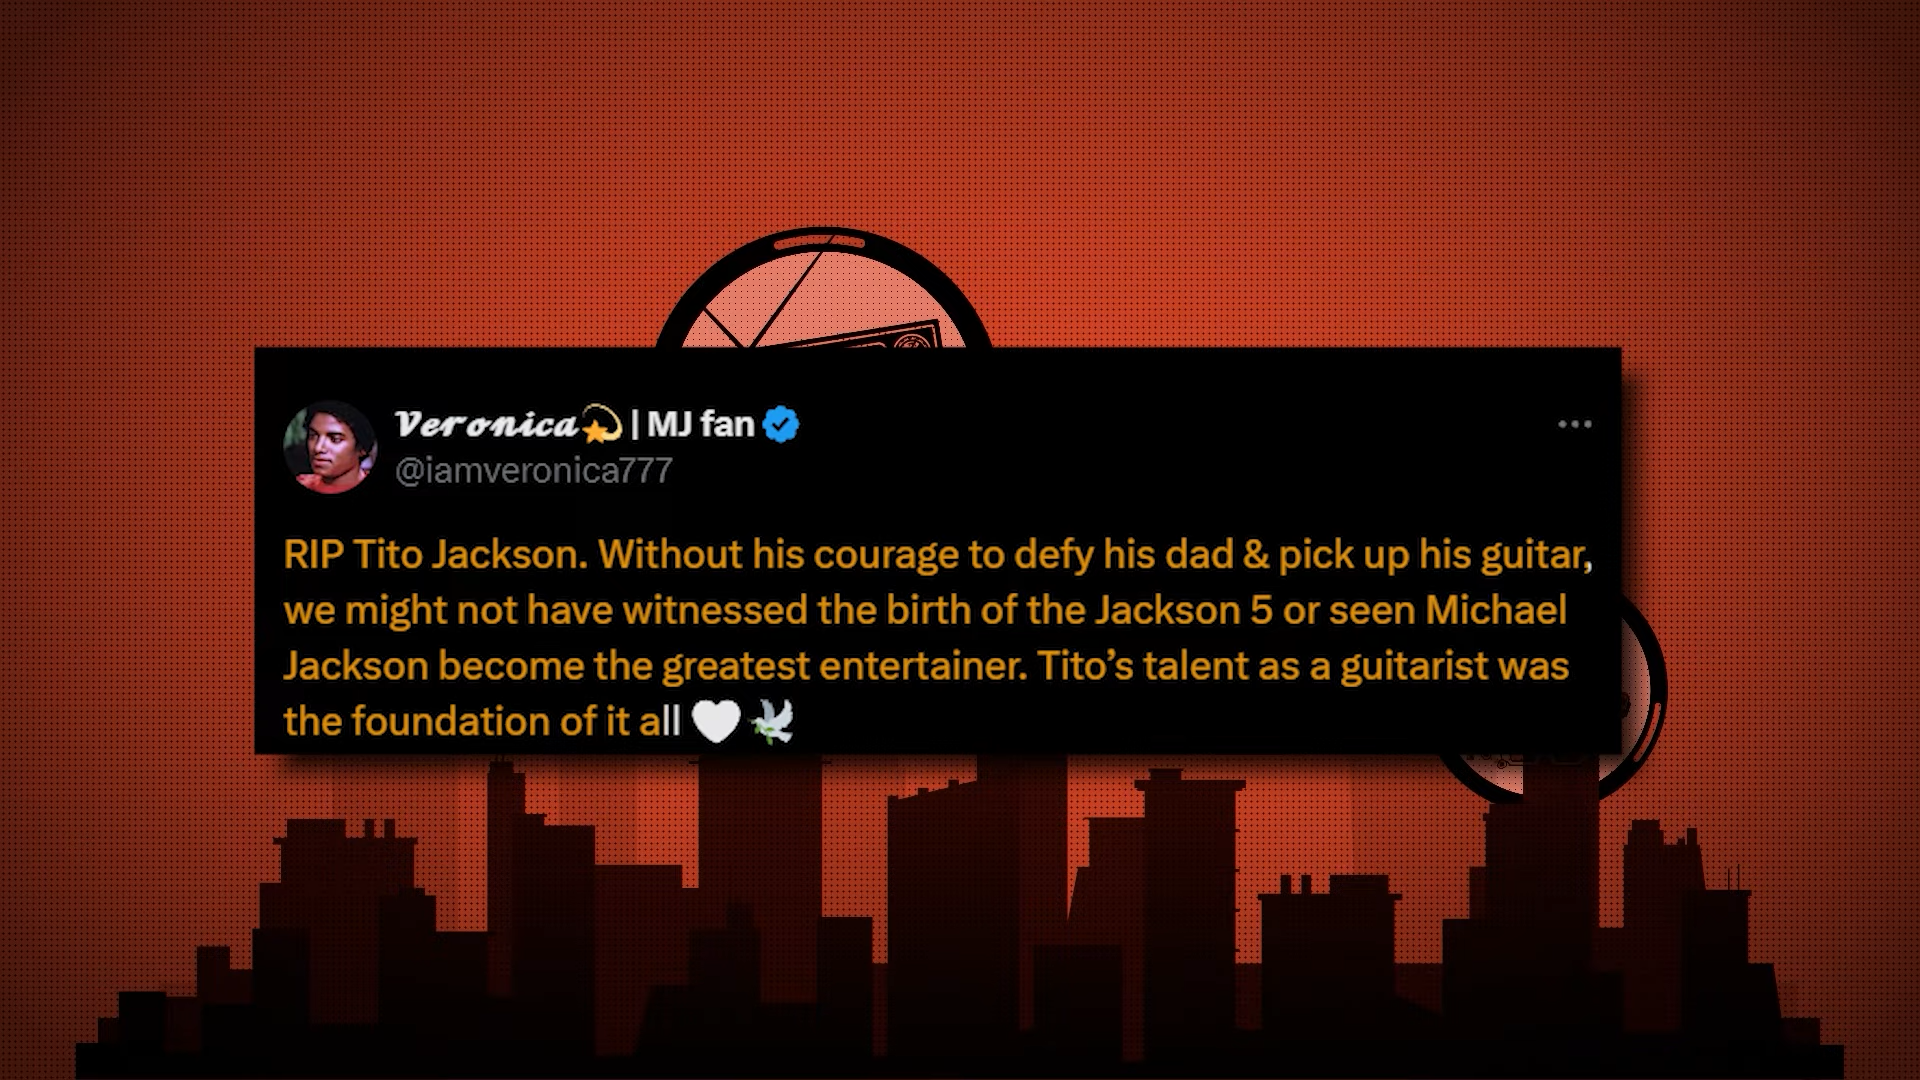 𝓥𝓮𝓻𝓸𝓷𝓲𝓬𝓪💫 | MJ fan
@iamveronica777
RIP Tito Jackson. Without his courage to defy his dad & pick up his guitar,
we might not have witnessed the birth of the Jackson 5 or seen Michael
Jackson become the greatest entertainer. Tito’s talent as a guitarist was
the foundation of it all 🤍🕊️